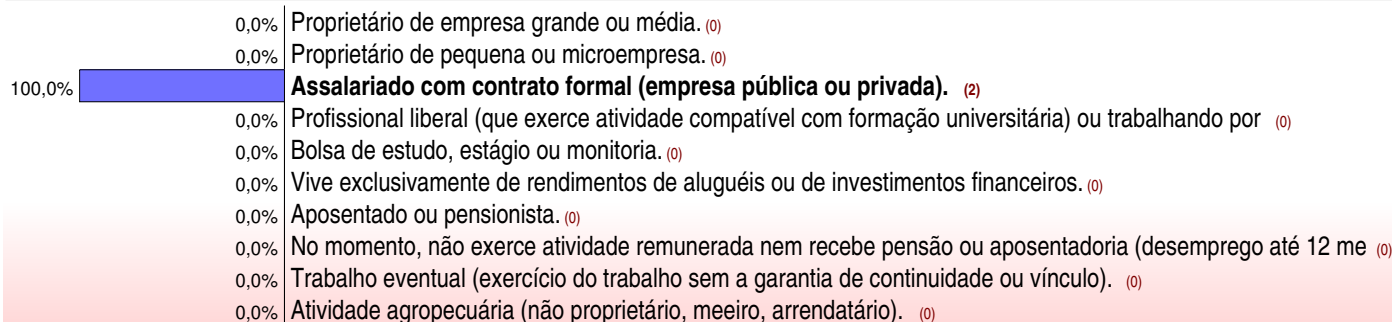 0,0% Proprietário de empresa grande ou média. (0)
0,0% Proprietário de pequena ou microempresa. (0)
100,0% Assalariado com contrato formal (empresa pública ou privada). (2)
0,0% Profissional liberal (que exerce atividade compatível com formação universitária) ou trabalhando por (0)
0,0% Bolsa de estudo, estágio ou monitoria. (0)
0,0% Vive exclusivamente de rendimentos de aluguéis ou de investimentos financeiros. (0)
0,0% Aposentado ou pensionista. (0)
0,0% No momento, não exerce atividade remunerada nem recebe pensão ou aposentadoria (desemprego até 12 me (0)
0,0% Trabalho eventual (exercício do trabalho sem a garantia de continuidade ou vínculo). (0)
0,0% Atividade agropecuária (não proprietário, meeiro, arrendatário). (0)